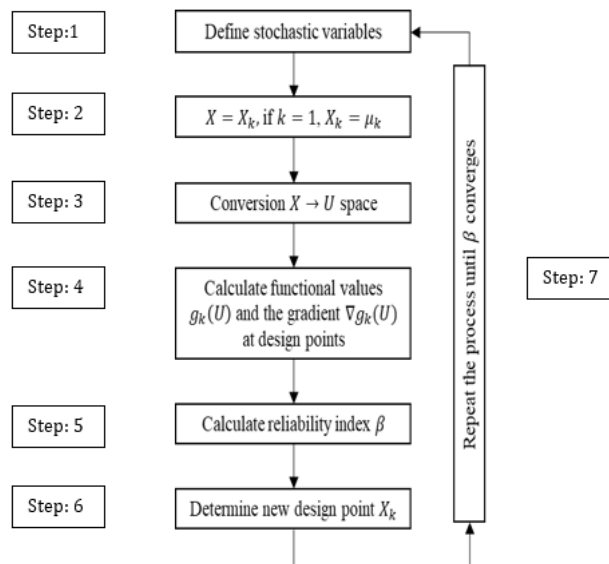 Step:1
Define stochastic variables
Step: 2
X = X_k, if k = 1, X_k = μ_k
Step: 3
Conversion X → U space
Step: 4
Calculate functional values
g_k(U) and the gradient ∇g_k(U)
at design points
Step: 5
Calculate reliability index β
Step: 6
Determine new design point X_k
Repeat the process until β converges
Step: 7